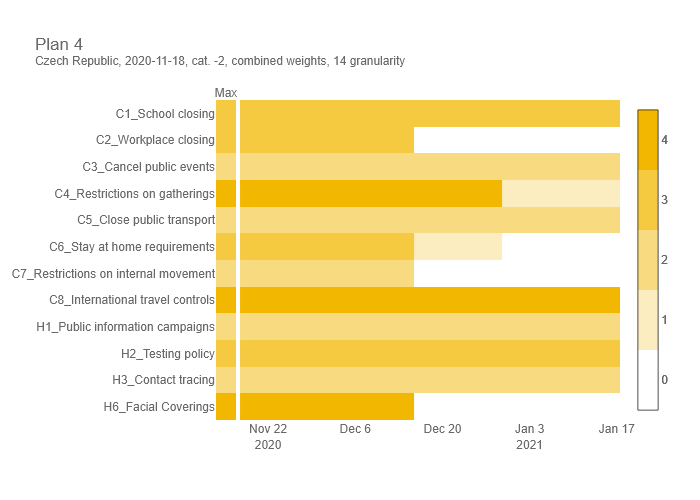 Plan 4
Czech Republic, 2020-11-18, cat. -2, combined weights, 14 granularity
Max
C1_School closing
C2_Workplace closing
C3_Cancel public events
C4_Restrictions on gatherings
C5_Close public transport
C6_Stay at home requirements
C7_Restrictions on internal movement
C8_International travel controls
H1_Public information campaigns
H2_Testing policy
H3_Contact tracing
H6_Facial Coverings
Nov 22 Dec 6 Dec 20 Jan 3 Jan 17
2020 2021
4
3
2
1
0